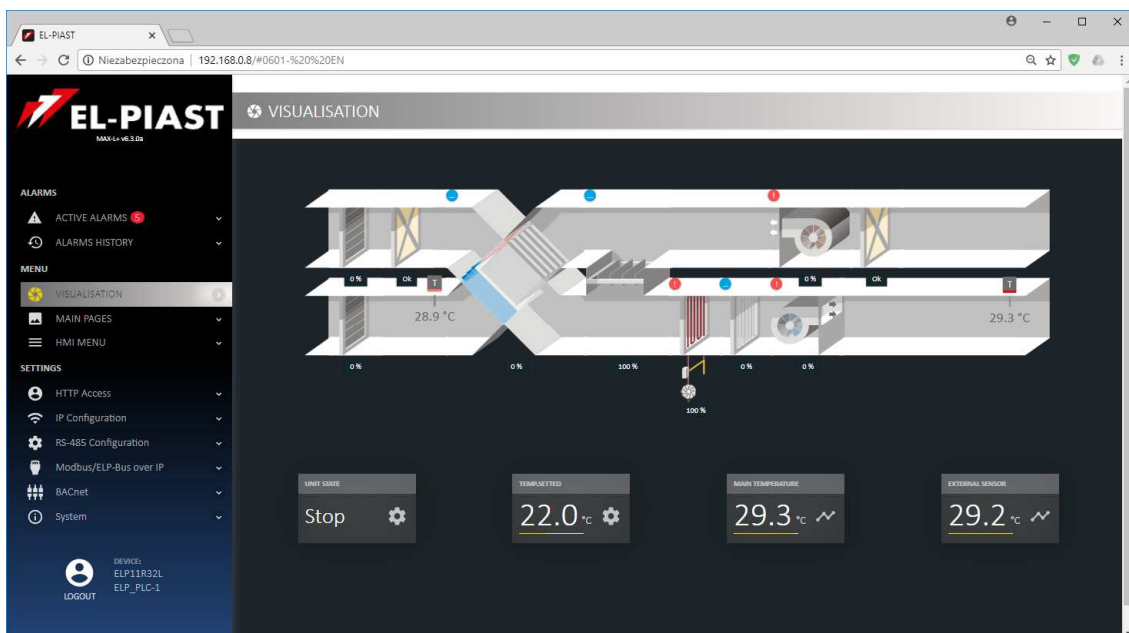 EL-PIAST
Niezabezpieczona | 192.168.0.8/#0601-%20%20EN
EL-PIAST
MAX-L+ v6.3.0a
VISUALISATION
ALARMS
ACTIVE ALARMS 5
ALARMS HISTORY
MENU
VISUALISATION
MAIN PAGES
HMI MENU
SETTINGS
HTTP Access
IP Configuration
RS-485 Configuration
Modbus/ELP-Bus over IP
BACnet
System
LOGOUT
DEVICE:
ELP11R32L
ELP_PLC-1
0 %
Ok
T
0 %
Ok
T
28.9 °C
29.3 °C
0 %
0 %
100 %
0 %
0 %
100 %
UNIT STATE
Stop
TEMP.SETTED
22.0 °C
MAIN TEMPERATURE
29.3 °C
EXTERNAL SENSOR
29.2 °C